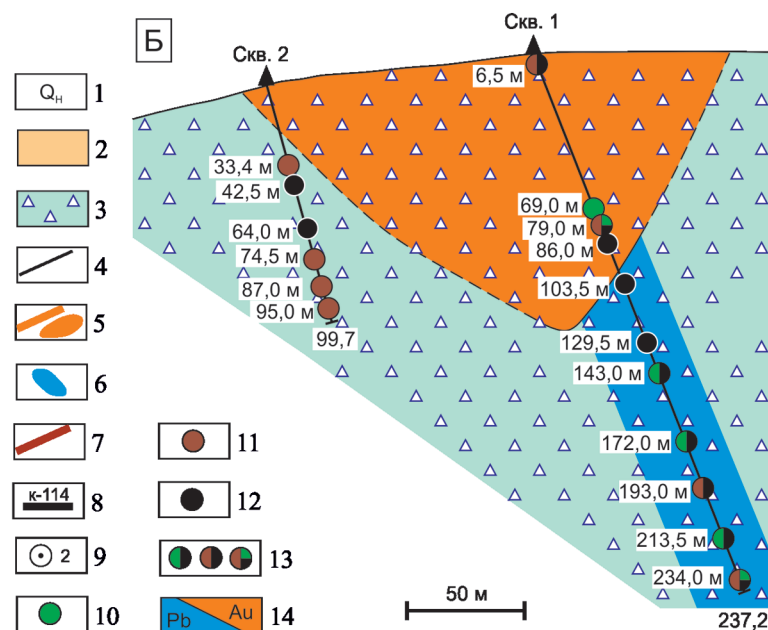 Б
Скв. 2
Скв. 1
6,5 м
33,4 м
42,5 м
64,0 м
74,5 м
87,0 м
95,0 м
99,7
69,0 м
79,0 м
86,0 м
103,5 м
129,5 м
143,0 м
172,0 м
193,0 м
213,5 м
234,0 м
237,2
50 м
Qн 1
2
3
4
5
6
7
к-114 8
2 9
10
11
12
13
Pb Au 14